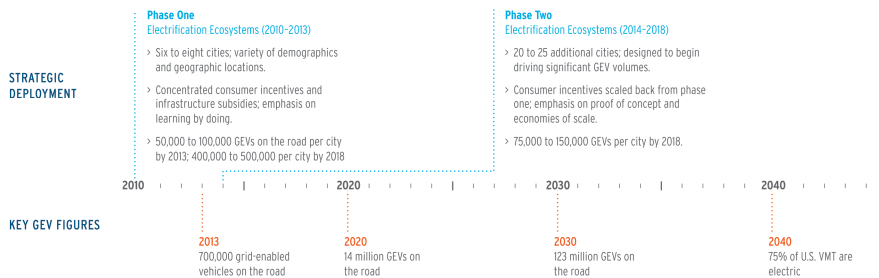 Phase One
Electrification Ecosystems (2010–2013)
> Six to eight cities; variety of demographics
and geographic locations.
> Concentrated consumer incentives and
infrastructure subsidies; emphasis on
learning by doing.
> 50,000 to 100,000 GEVs on the road per city
by 2013; 400,000 to 500,000 per city by 2018
Phase Two
Electrification Ecosystems (2014–2018)
> 20 to 25 additional cities; designed to begin
driving significant GEV volumes.
> Consumer incentives scaled back from phase
one; emphasis on proof of concept and
economies of scale.
> 75,000 to 150,000 GEVs per city by 2018.
STRATEGIC
DEPLOYMENT
2010 2020 2030 2040
KEY GEV FIGURES
2013
700,000 grid-enabled
vehicles on the road
2020
14 million GEVs on
the road
2030
123 million GEVs on
the road
2040
75% of U.S. VMT are
electric